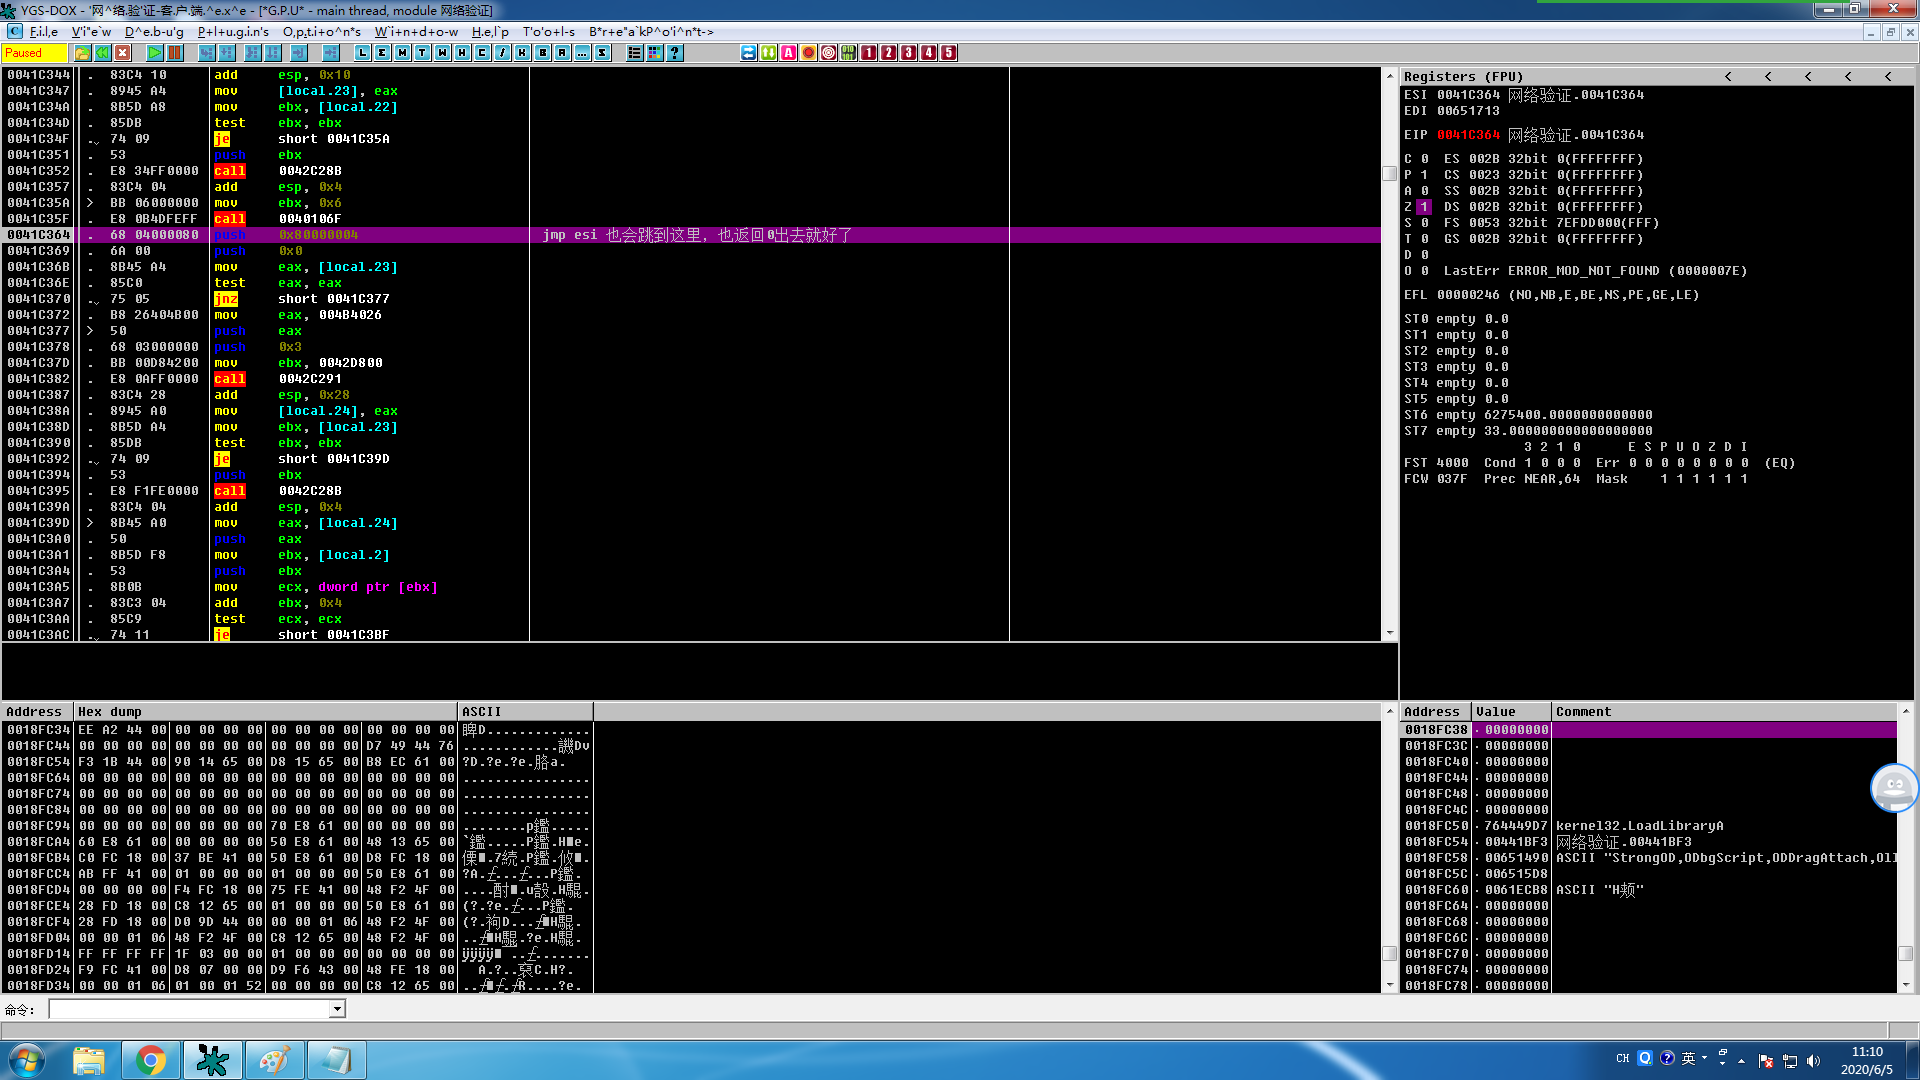 YGS-DOX - '网^络.验'证-客.户.端.^e.x^e - [*G.P.U* - main thread, module 网络验证]
F.i.l,e V'i"e`w D^e.b-u'g P+l+u.g.i.n's O,p,t.i+o^n*s W`i+n+d+o-w H.e,l`p T'o'o+l-s B*r+e"a`kP^o'i^n*t->
Paused L E M T W H C / K B R ... S ? A 1 2 3 4 5
0041C344 . 83C4 10 add esp, 0x10
0041C347 . 8945 A4 mov [local.23], eax
0041C34A . 8B5D A8 mov ebx, [local.22]
0041C34D . 85DB test ebx, ebx
0041C34F . 74 09 je short 0041C35A
0041C351 . 53 push ebx
0041C352 . E8 34FF0000 call 0042C28B
0041C357 . 83C4 04 add esp, 0x4
0041C35A > BB 06000000 mov ebx, 0x6
0041C35F . E8 0B4DFEFF call 0040106F
0041C364 . 68 04000080 push 0x80000004 jmp esi 也会跳到这里，也返回0出去就好了
0041C369 . 6A 00 push 0x0
0041C36B . 8B45 A4 mov eax, [local.23]
0041C36E . 85C0 test eax, eax
0041C370 . 75 05 jnz short 0041C377
0041C372 . B8 26404B00 mov eax, 004B4026
0041C377 > 50 push eax
0041C378 . 68 03000000 push 0x3
0041C37D . BB 00D84200 mov ebx, 0042D800
0041C382 . E8 0AFF0000 call 0042C291
0041C387 . 83C4 28 add esp, 0x28
0041C38A . 8945 A0 mov [local.24], eax
0041C38D . 8B5D A4 mov ebx, [local.23]
0041C390 . 85DB test ebx, ebx
0041C392 . 74 09 je short 0041C39D
0041C394 . 53 push ebx
0041C395 . E8 F1FE0000 call 0042C28B
0041C39A . 83C4 04 add esp, 0x4
0041C39D > 8B45 A0 mov eax, [local.24]
0041C3A0 . 50 push eax
0041C3A1 . 8B5D F8 mov ebx, [local.2]
0041C3A4 . 53 push ebx
0041C3A5 . 8B0B mov ecx, dword ptr [ebx]
0041C3A7 . 83C3 04 add ebx, 0x4
0041C3AA . 85C9 test ecx, ecx
0041C3AC . 74 11 je short 0041C3BF
Registers (FPU) < < < < <
ESI 0041C364 网络验证.0041C364
EDI 00651713
EIP 0041C364 网络验证.0041C364
C 0 ES 002B 32bit 0(FFFFFFFF)
P 1 CS 0023 32bit 0(FFFFFFFF)
A 0 SS 002B 32bit 0(FFFFFFFF)
Z 1 DS 002B 32bit 0(FFFFFFFF)
S 0 FS 0053 32bit 7EFDD000(FFF)
T 0 GS 002B 32bit 0(FFFFFFFF)
D 0
O 0 LastErr ERROR_MOD_NOT_FOUND (0000007E)
EFL 00000246 (NO,NB,E,BE,NS,PE,GE,LE)
ST0 empty 0.0
ST1 empty 0.0
ST2 empty 0.0
ST3 empty 0.0
ST4 empty 0.0
ST5 empty 0.0
ST6 empty 6275400.0000000000000
ST7 empty 33.000000000000000000
3 2 1 0 E S P U O Z D I
FST 4000 Cond 1 0 0 0 Err 0 0 0 0 0 0 0 0 (EQ)
FCW 037F Prec NEAR,64 Mask 1 1 1 1 1 1
Address Hex dump ASCII
0018FC34 EE A2 44 00 00 00 00 00 00 00 00 00 00 00 00 00 睥D.............
0018FC44 00 00 00 00 00 00 00 00 00 00 00 00 D7 49 44 76 ............譏Dv
0018FC54 F3 1B 44 00 90 14 65 00 D8 15 65 00 B8 EC 61 00 ?D.?e.?e.胳a.
0018FC64 00 00 00 00 00 00 00 00 00 00 00 00 00 00 00 00 ................
0018FC74 00 00 00 00 00 00 00 00 00 00 00 00 00 00 00 00 ................
0018FC84 00 00 00 00 00 00 00 00 00 00 00 00 00 00 00 00 ................
0018FC94 00 00 00 00 00 00 00 00 70 E8 61 00 00 00 00 00 ........p鑑.....
0018FCA4 60 E8 61 00 00 00 00 00 50 E8 61 00 48 13 65 00
0018FCB4 C0 FC 18 00 37 BE 41 00 50 E8 61 00 D8 FC 18 00
0018FCC4 AB FF 41 00 01 00 00 00 01 00 00 00 50 E8 61 00
0018FCD4 00 00 00 00 F4 FC 18 00 75 FE 41 00 48 F2 4F 00
0018FCE4 28 FD 18 00 C8 12 65 00 01 00 00 00 50 E8 61 00
0018FCF4 28 FD 18 00 D0 9D 44 00 00 00 01 06 48 F2 4F 00
0018FD04 00 00 01 06 48 F2 4F 00 C8 12 65 00 48 F2 4F 00
0018FD14 FF FF FF FF 1F 03 00 00 01 00 00 00 00 00 00 00
0018FD24 F9 FC 41 00 D8 07 00 00 D9 F6 43 00 48 FE 18 00
0018FD34 00 00 01 06 01 00 01 52 00 00 00 00 C8 12 65 00
Address Value Comment
0018FC38 00000000
0018FC3C 00000000
0018FC40 00000000
0018FC44 00000000
0018FC48 00000000
0018FC4C 00000000
0018FC50 764449D7 kernel32.LoadLibraryA
0018FC54 00441BF3 网络验证.00441BF3
0018FC58 00651490 ASCII "StrongOD,ODbgScript,ODDragAttach,Oll
0018FC5C 006515D8
0018FC60 0061ECB8 ASCII "H颊"
0018FC64 00000000
0018FC68 00000000
0018FC6C 00000000
0018FC70 00000000
0018FC74 00000000
0018FC78 00000000
命令:
CH 英 11:10
2020/6/5